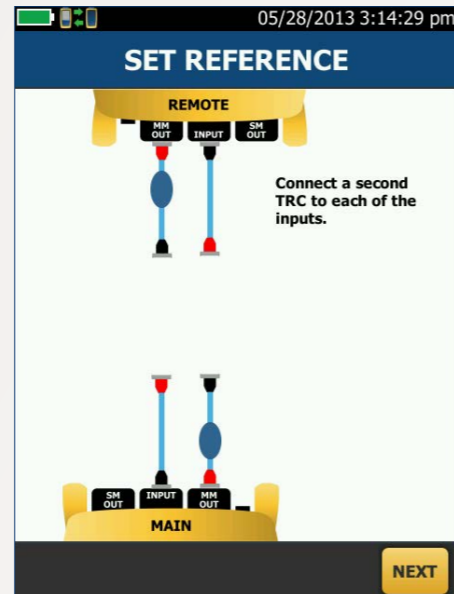 05/28/2013 3:14:29 pm
SET REFERENCE
REMOTE
MM
OUT
INPUT
SM
OUT
Connect a second
TRC to each of the
inputs.
SM
OUT
INPUT
MM
OUT
MAIN
NEXT